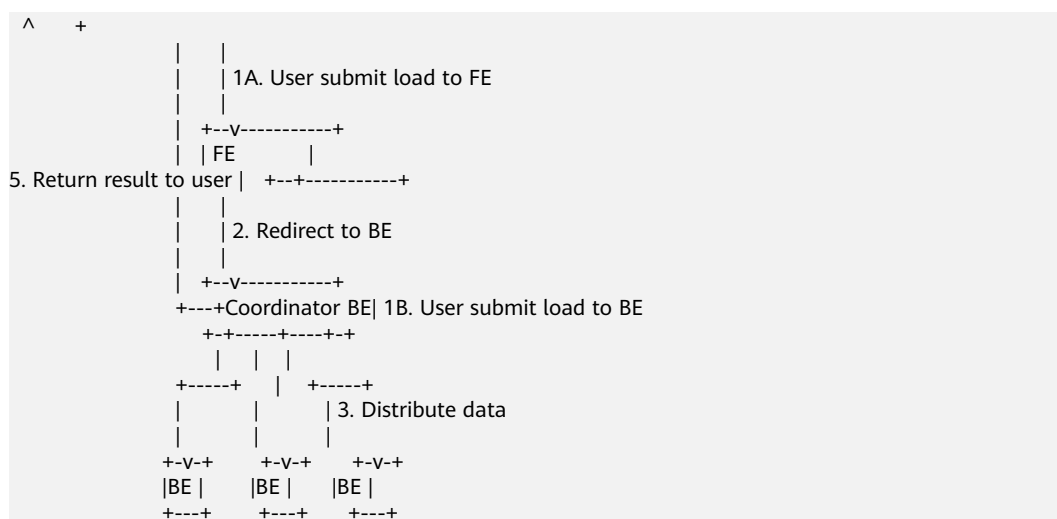 ^ +
| |
| | 1A. User submit load to FE
| |
| +--v-----------+
| | FE |
5. Return result to user | +--+-----------+
| |
| | 2. Redirect to BE
| |
| +--v-----------+
+---+Coordinator BE| 1B. User submit load to BE
+-+-----+----+-+
| | |
+-----+ | +-----+
| | | 3. Distribute data
| | |
+-v-+ +-v-+ +-v-+
|BE | |BE | |BE |
+---+ +---+ +---+